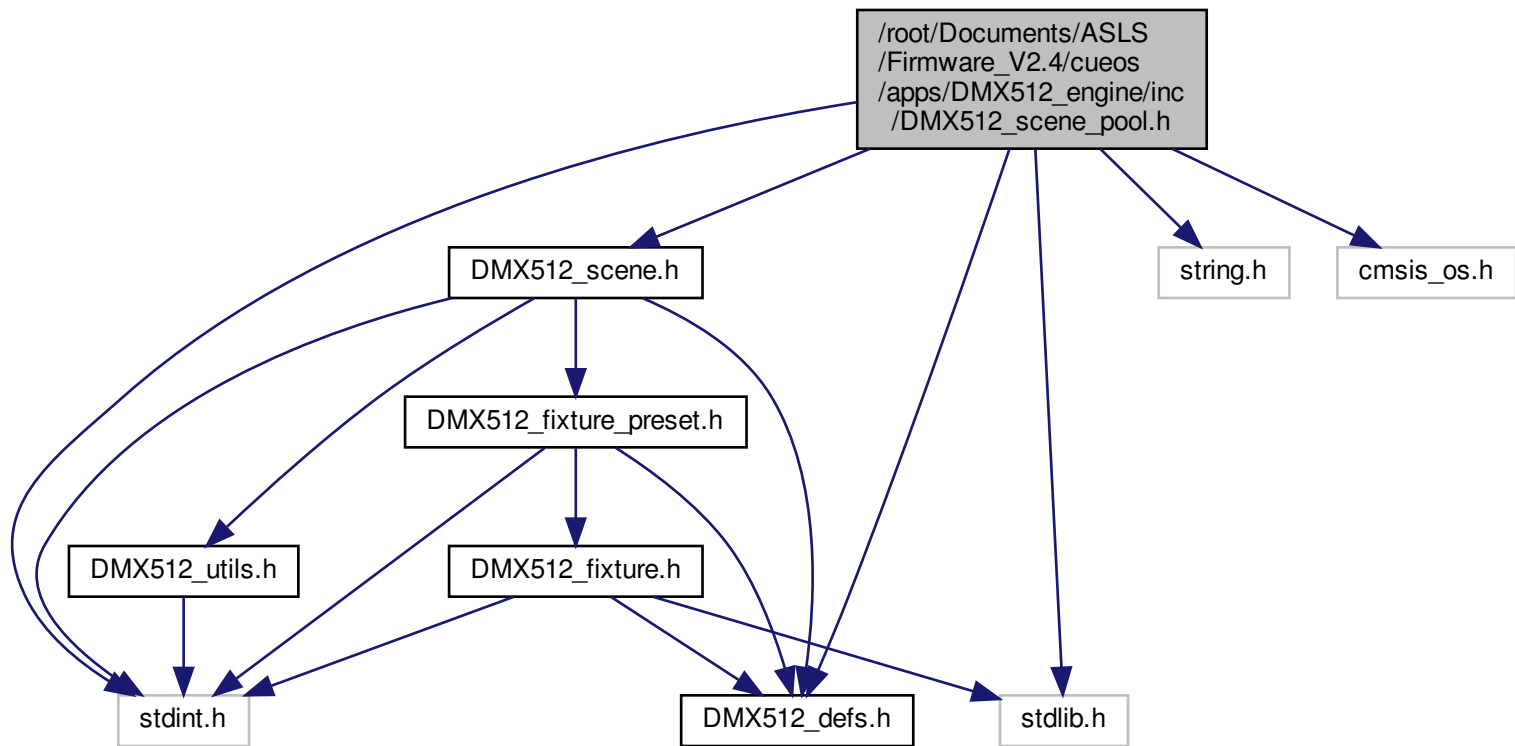 /root/Documents/ASLS
/Firmware_V2.4/cueos
/apps/DMX512_engine/inc
/DMX512_scene_pool.h
DMX512_scene.h
string.h
cmsis_os.h
DMX512_fixture_preset.h
DMX512_utils.h
DMX512_fixture.h
stdint.h
DMX512_defs.h
stdlib.h